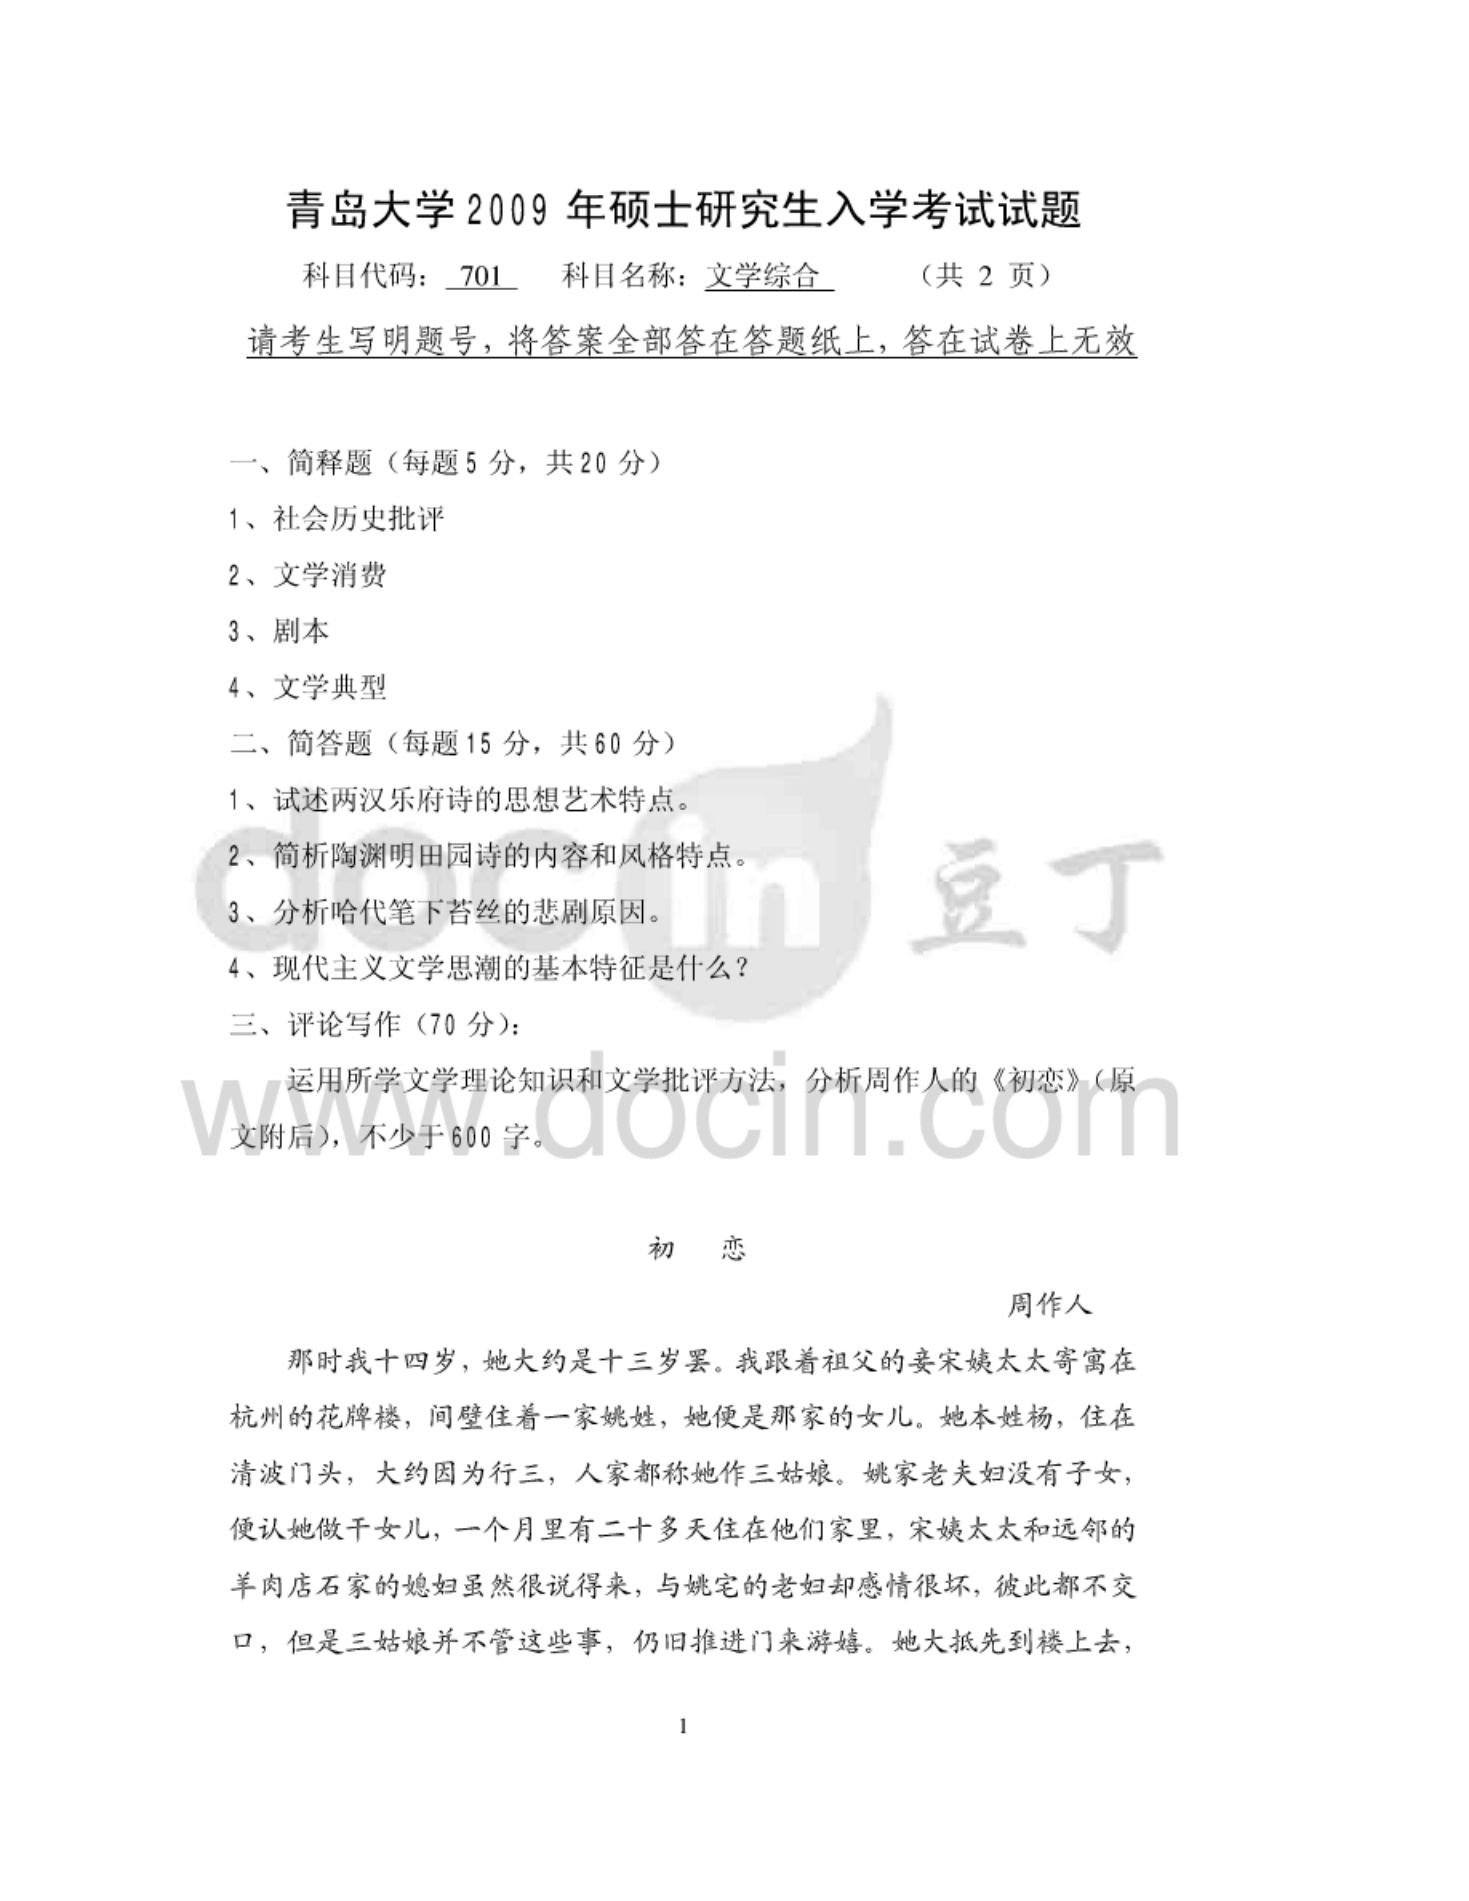 青岛大学2009 年硕士研究生入学考试试题
科目代码： 701 科目名称：文学综合 （共 2 页）
请考生写明题号，将答案全部答在答题纸上，答在试卷上无效
一、简释题（每题5 分，共20 分）
1、社会历史批评
2、文学消费
3、剧本
4、文学典型
二、简答题（每题15 分，共60 分）
1、试述两汉乐府诗的思想艺术特点。
2、简析陶渊明田园诗的内容和风格特点。
3、分析哈代笔下苔丝的悲剧原因。
4、现代主义文学思潮的基本特征是什么？
三、评论写作（70 分）：
运用所学文学理论知识和文学批评方法，分析周作人的《初恋》（原
文附后），不少于600 字。
初 恋
周作人
那时我十四岁，她大约是十三岁罢。我跟着祖父的妾宋姨太太寄寓在
杭州的花牌楼，间壁住着一家姚姓，她便是那家的女儿。她本姓杨，住在
清波门头，大约因为行三，人家都称她作三姑娘。姚家老夫妇没有子女，
便认她做干女儿，一个月里有二十多天住在他们家里，宋姨太太和远邻的
羊肉店石家的媳妇虽然很说得来，与姚宅的老妇却感情很坏，彼此都不交
口，但是三姑娘并不管这些事，仍旧推进门来游嬉。她大抵先到楼上去，
1
docin 豆丁
www.docin.com